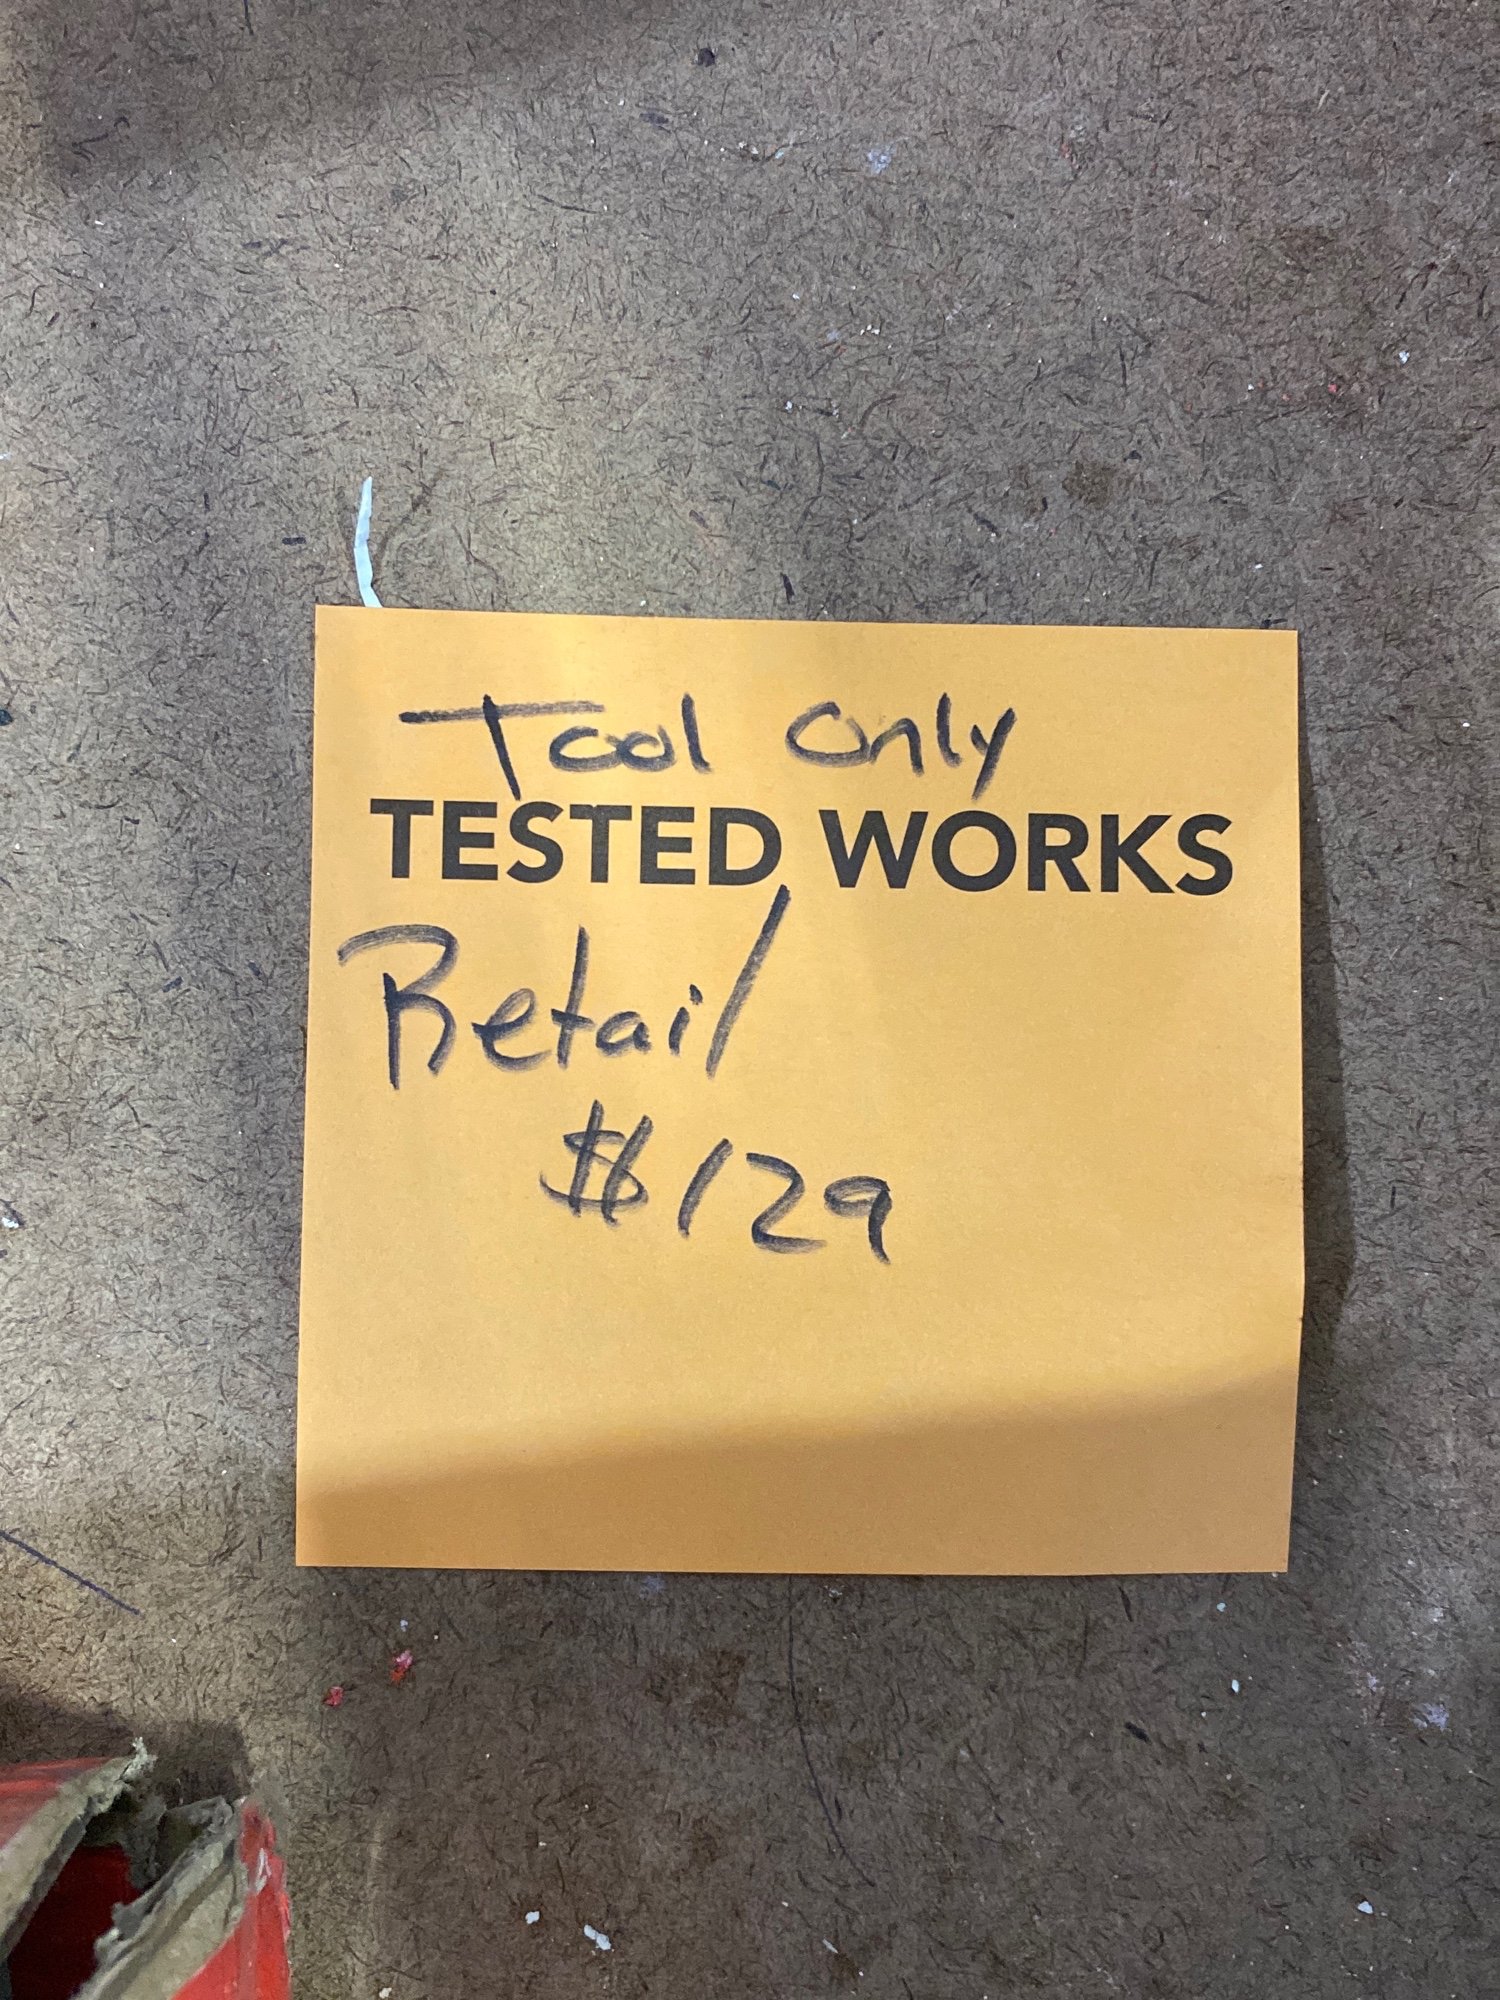 Tool Only
TESTED WORKS
Retail
$129